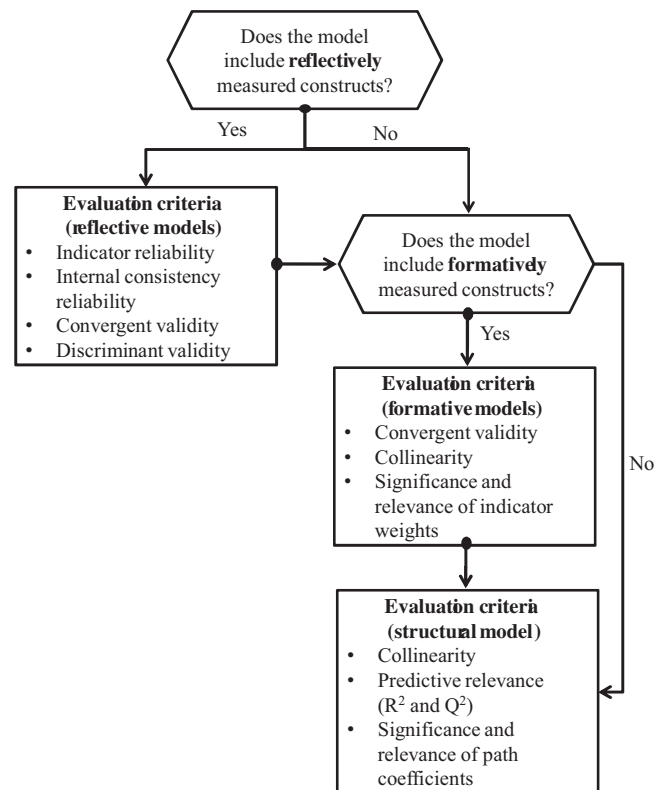 Does the model
include reflectively
measured constructs?
Yes
No
Evaluation criteria
(reflective models)
• Indicator reliability
• Internal consistency
reliability
• Convergent validity
• Discriminant validity
Does the model
include formatively
measured constructs?
Yes
No
Evaluation criteria
(formative models)
• Convergent validity
• Collinearity
• Significance and
relevance of indicator
weights
Evaluation criteria
(structural model)
• Collinearity
• Predictive relevance
(R² and Q²)
• Significance and
relevance of path
coefficients